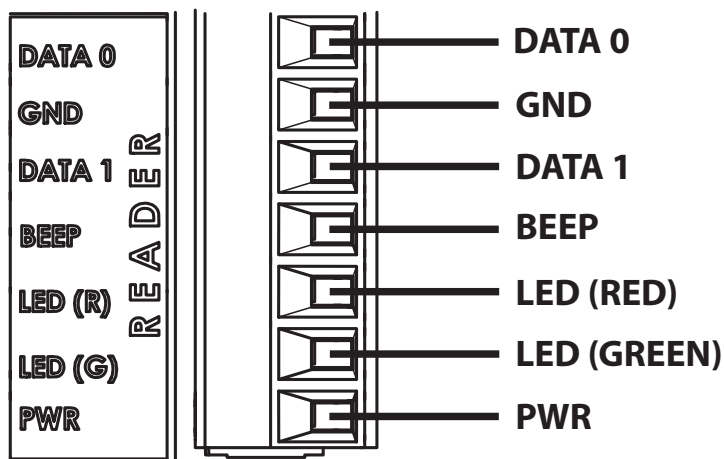 DATA 0
GND
DATA 1
BEEP
LED (R)
LED (G)
PWR
READER
DATA 0
GND
DATA 1
BEEP
LED (RED)
LED (GREEN)
PWR